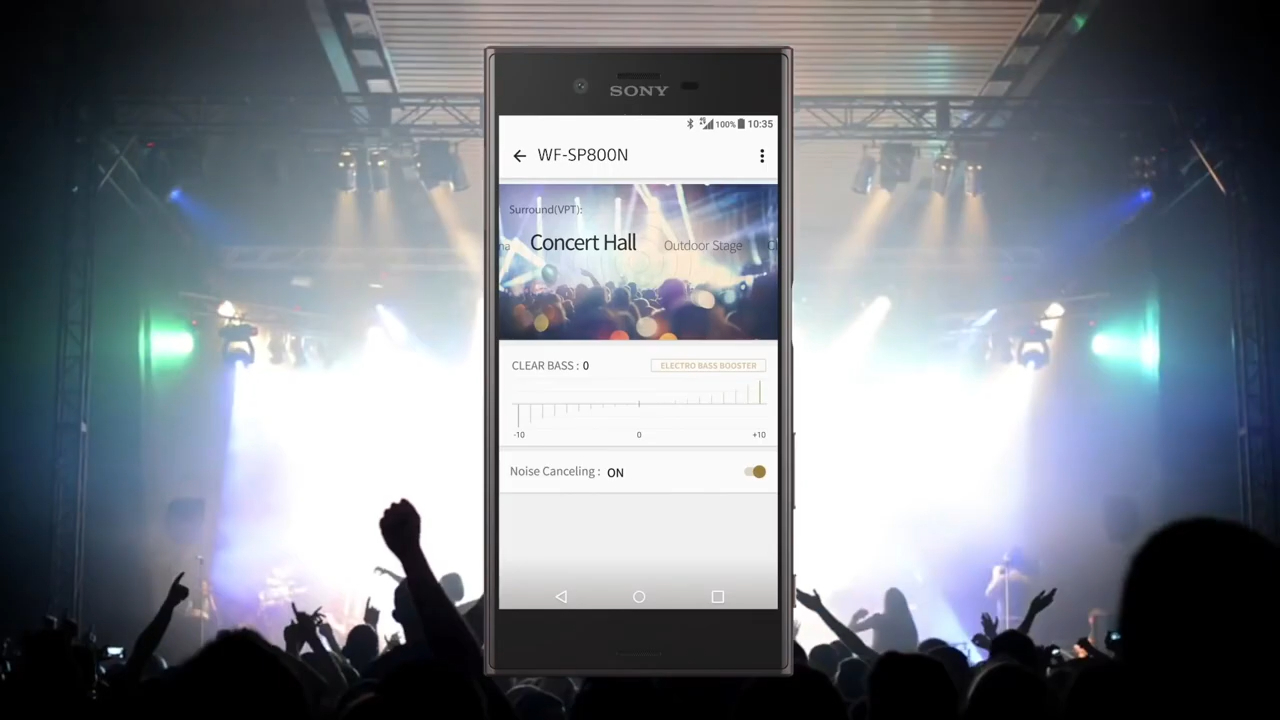 SONY
100% 10:35
WF-SP800N
Surround(VPT):
Concert Hall Outdoor Stage
CLEAR BASS : 0 ELECTRO BASS BOOSTER
-10 0 +10
Noise Canceling : ON